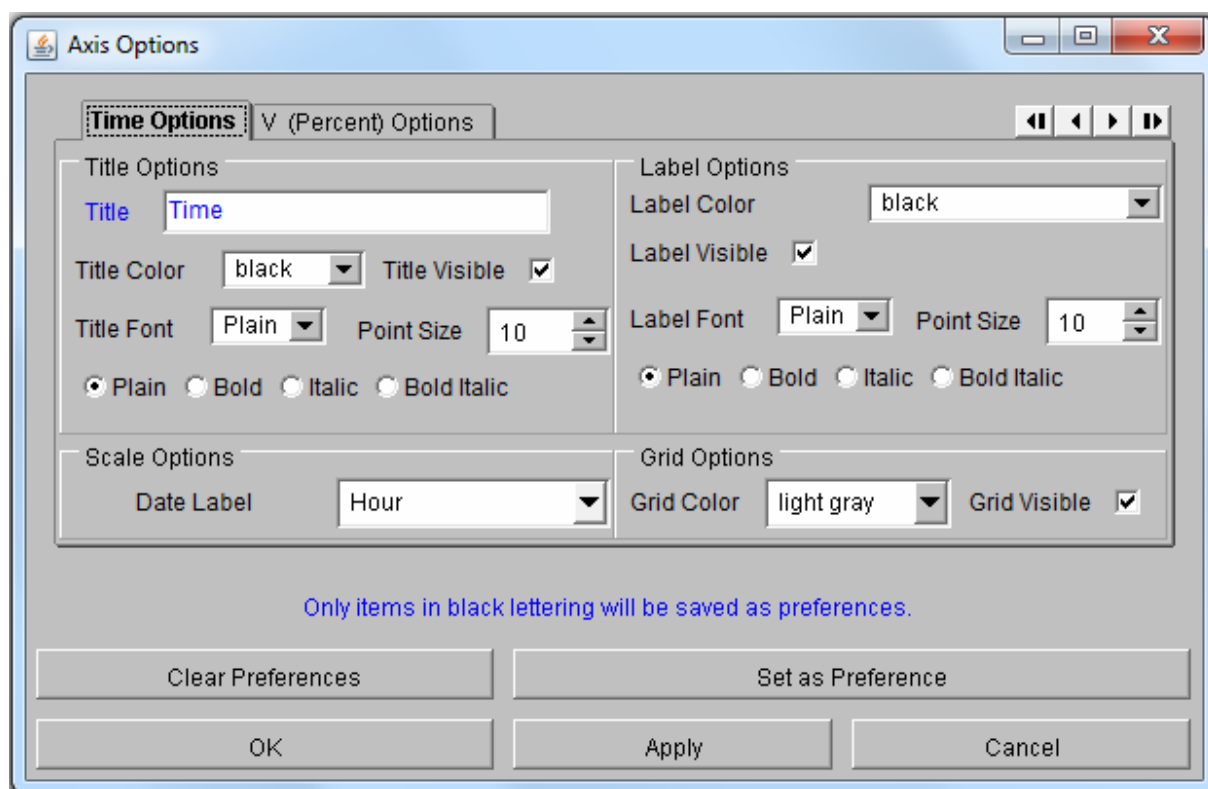 Axis Options
Time Options V (Percent) Options
Title Options
Title Time
Title Color black Title Visible
Title Font Plain Point Size 10
Plain Bold Italic Bold Italic
Label Options
Label Color black
Label Visible
Label Font Plain Point Size 10
Plain Bold Italic Bold Italic
Scale Options
Date Label Hour
Grid Options
Grid Color light gray Grid Visible
Only items in black lettering will be saved as preferences.
Clear Preferences Set as Preference
OK Apply Cancel